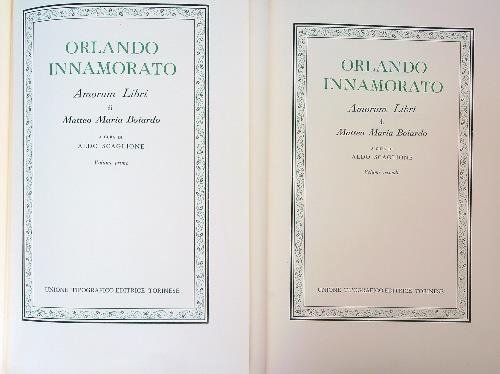 ORLANDO
INNAMORATO
Amorum Libri
di
Matteo Maria Boiardo
A CURA DI
ALDO SCAGLIONE
Volume primo
UNIONE TIPOGRAFICO-EDITRICE TORINESE
ORLANDO
INNAMORATO
Amorum Libri
di
Matteo Maria Boiardo
A CURA DI
ALDO SCAGLIONE
Volume secondo
UNIONE TIPOGRAFICO-EDITRICE TORINESE